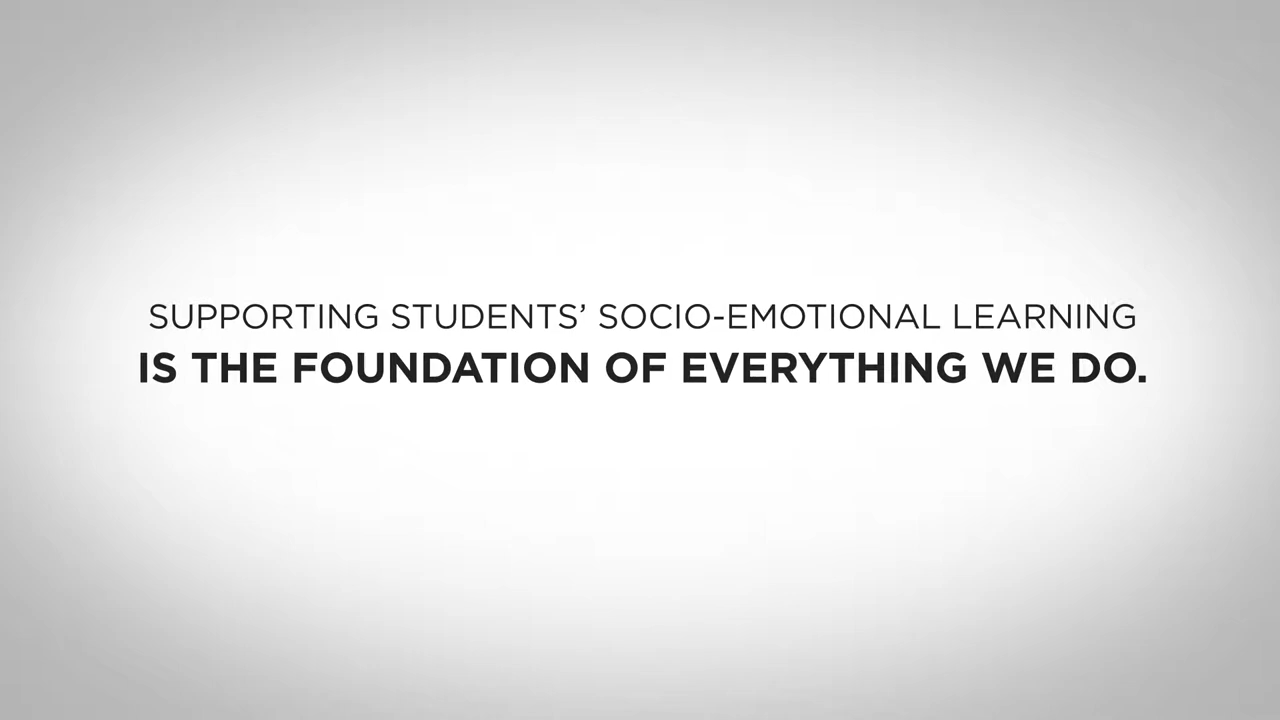 SUPPORTING STUDENTS’ SOCIO-EMOTIONAL LEARNING
IS THE FOUNDATION OF EVERYTHING WE DO.